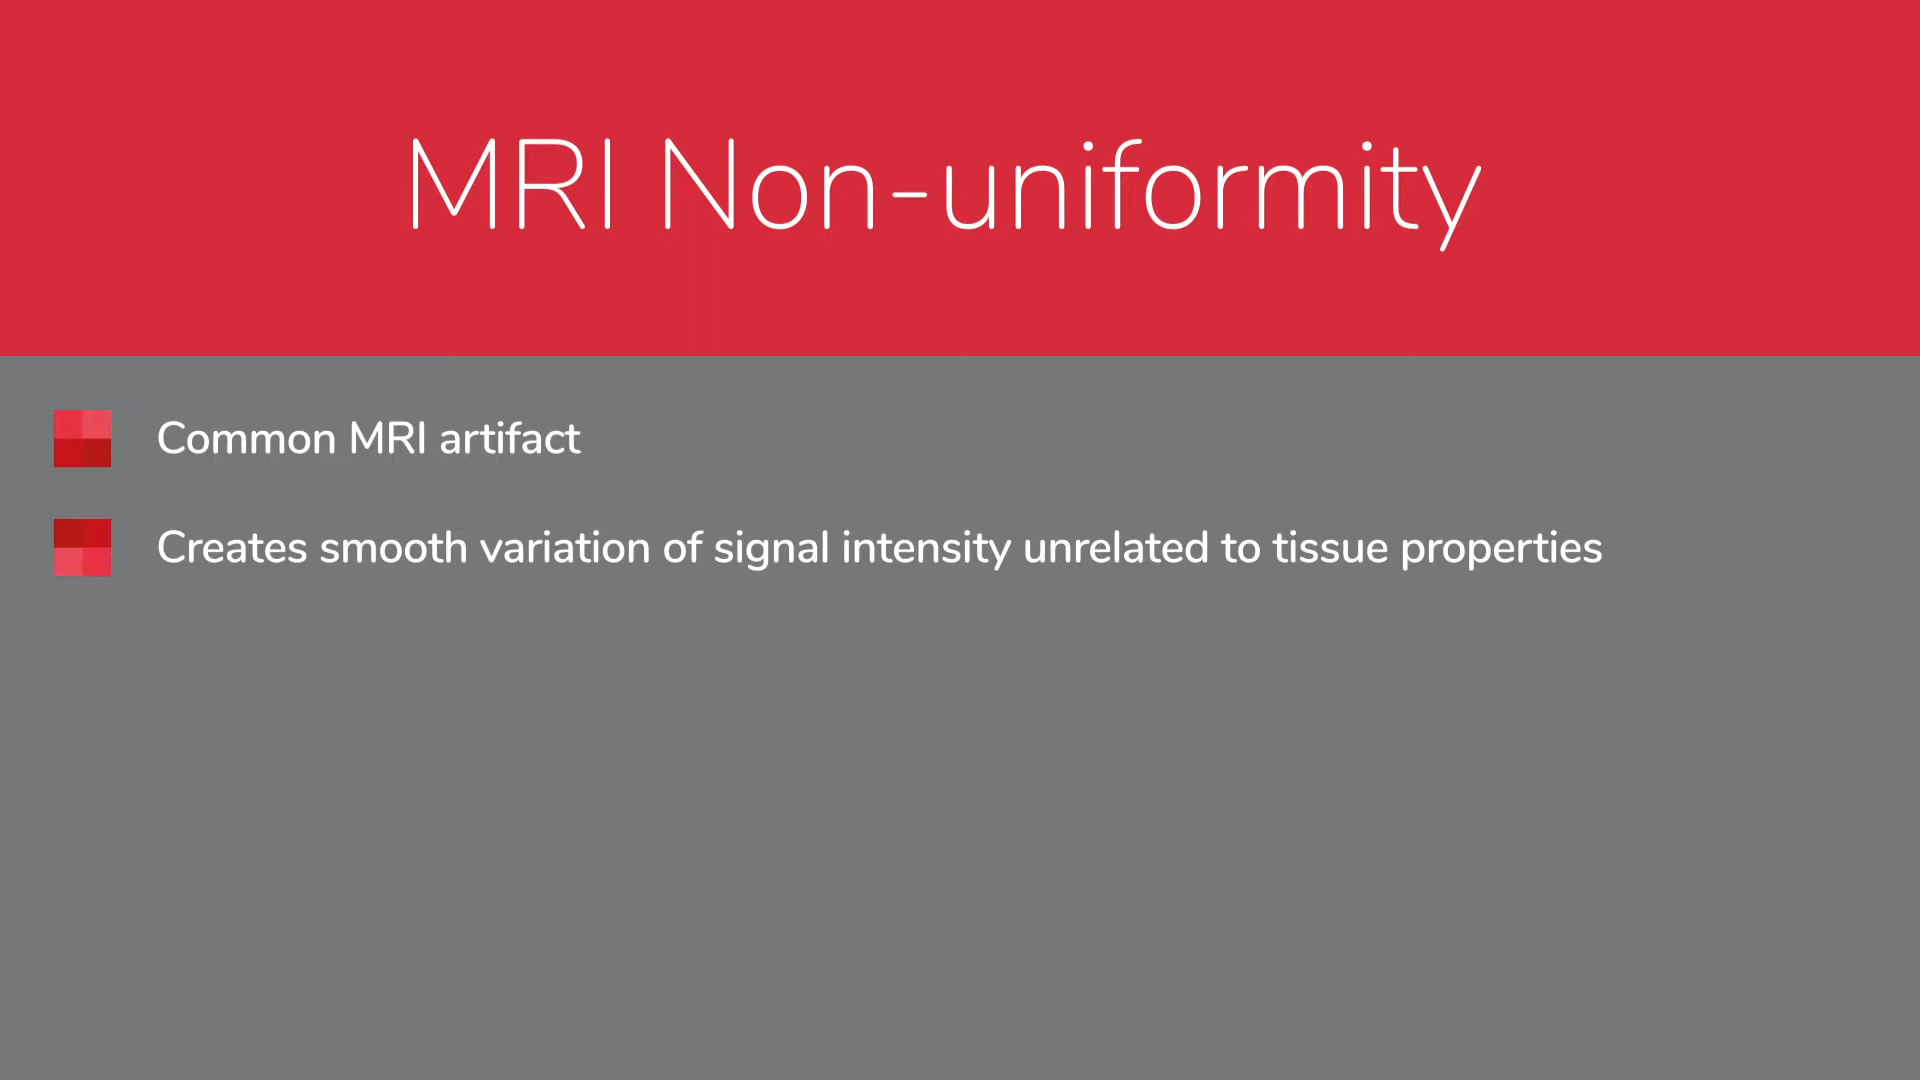 MRI Non-uniformity
Common MRI artifact
Creates smooth variation of signal intensity unrelated to tissue properties